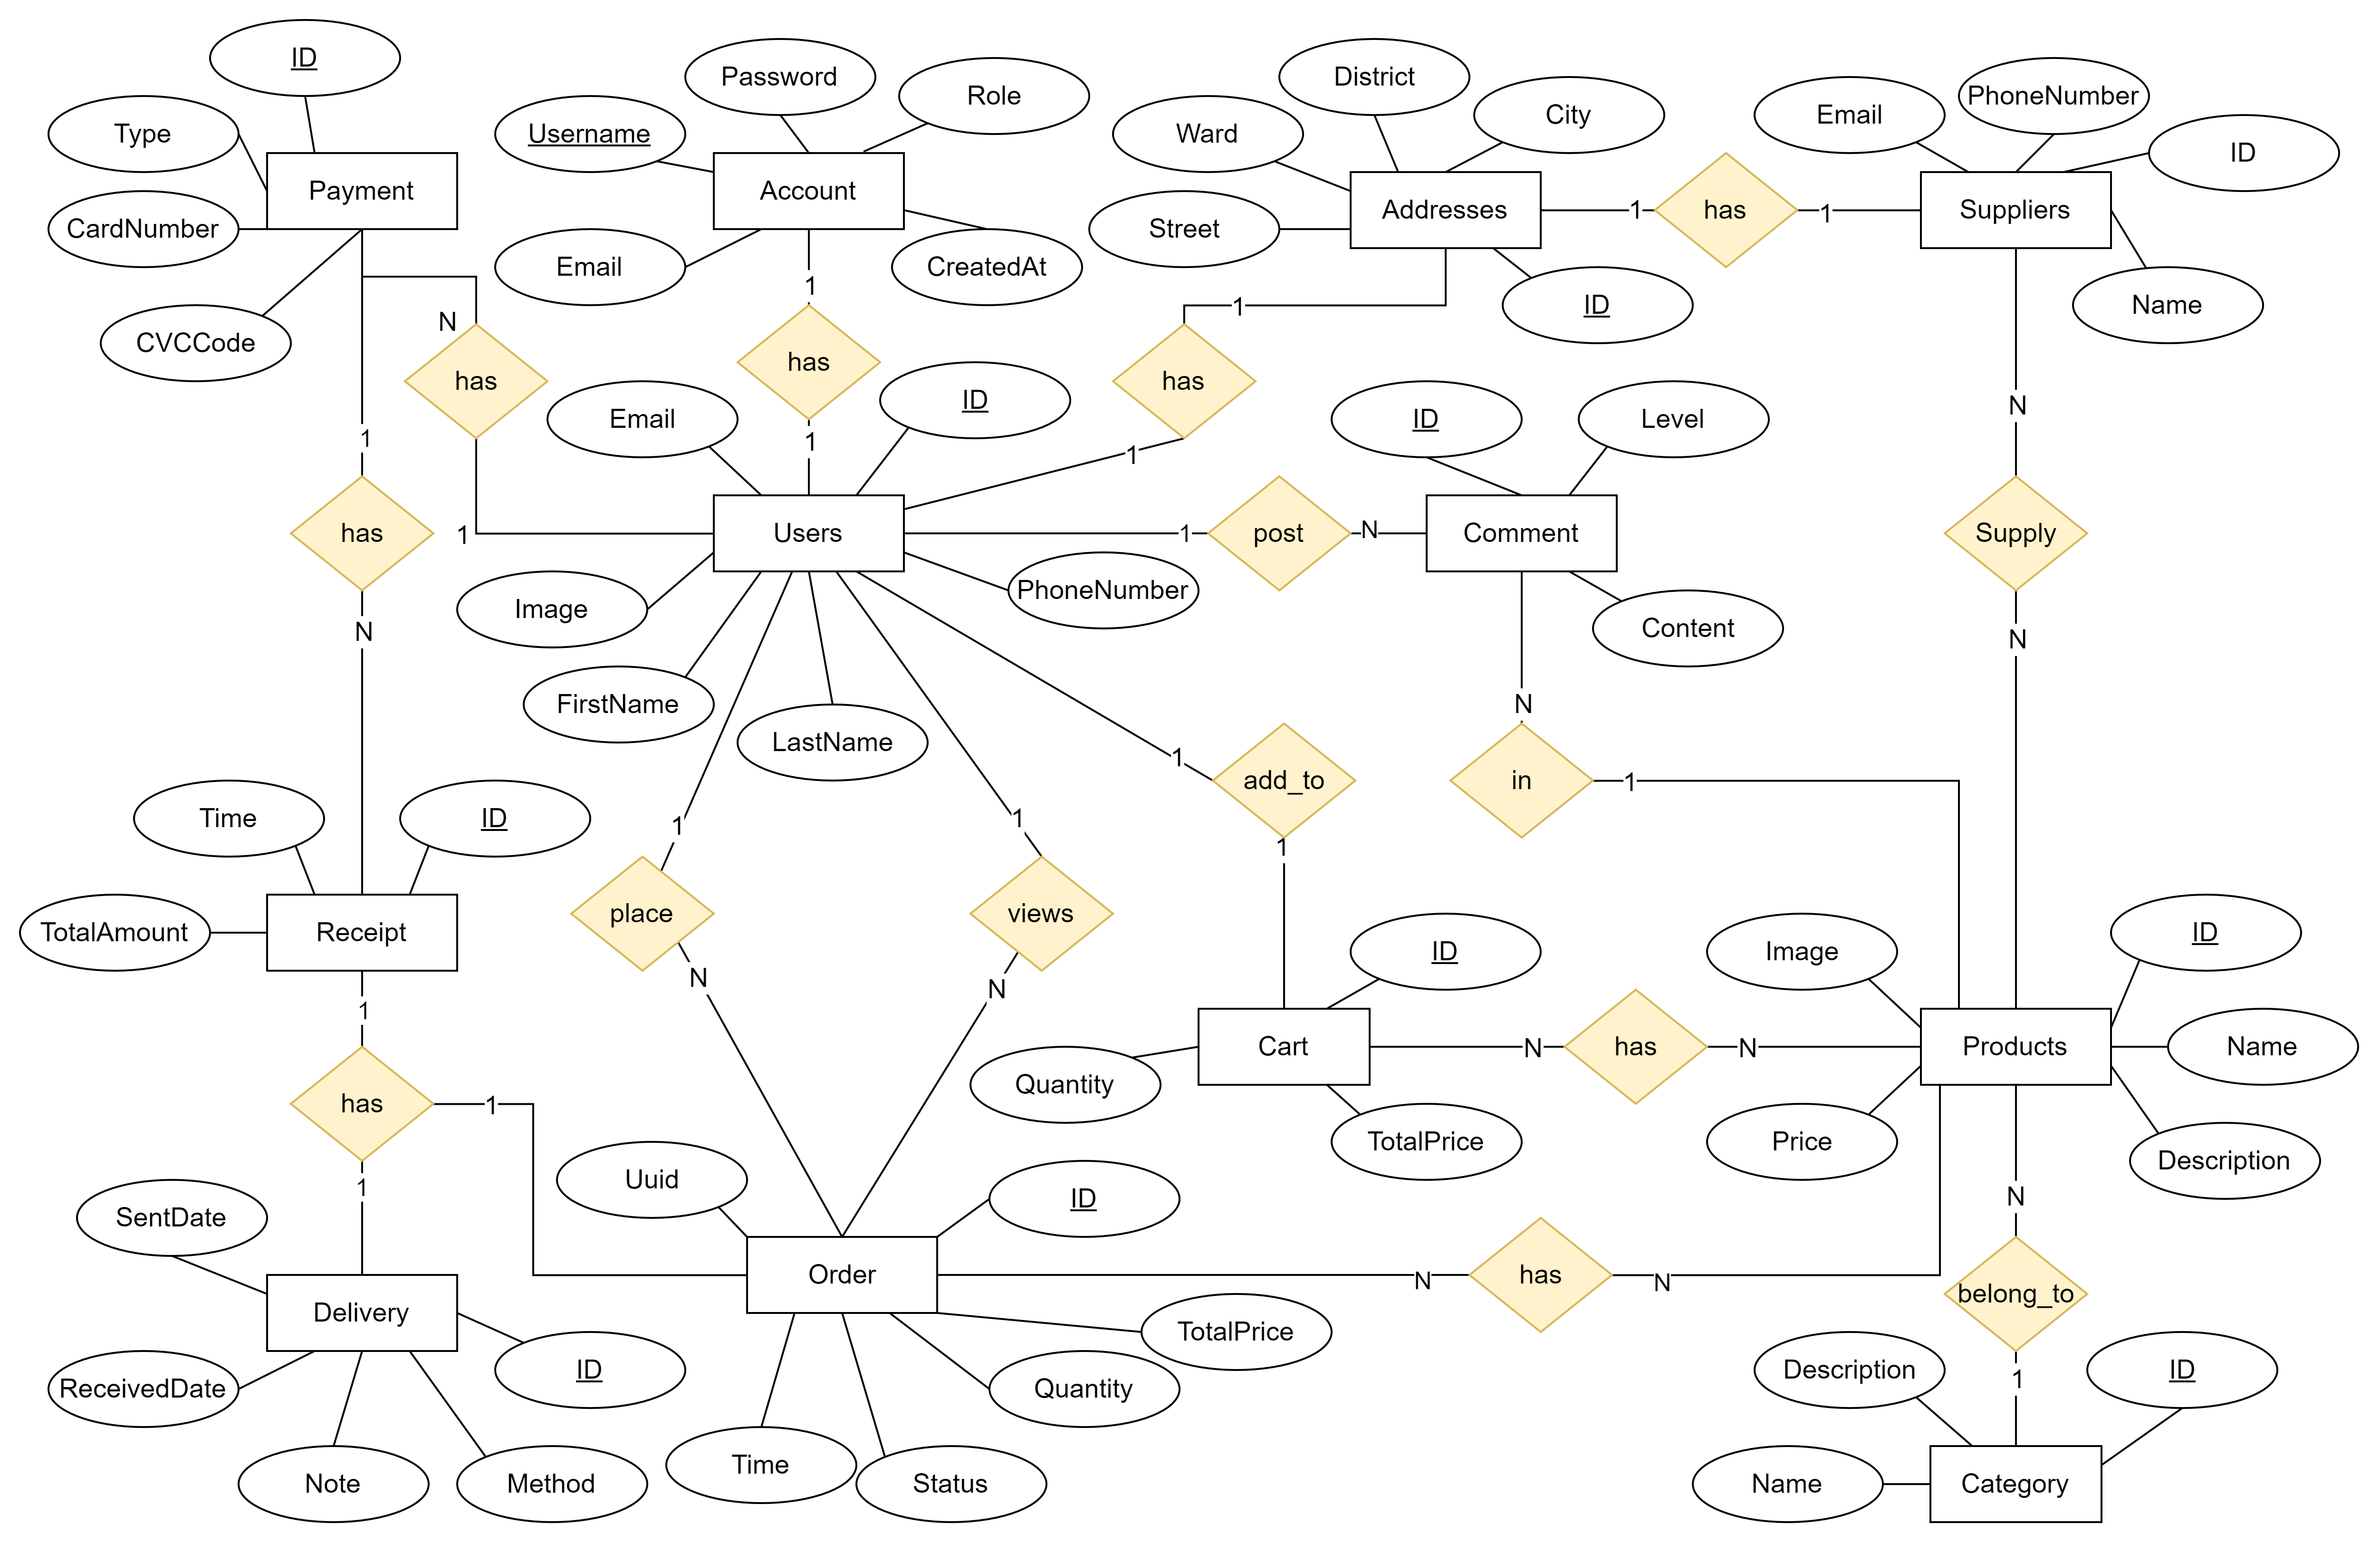 ID
Password
District
Role
PhoneNumber
City
Email
Type
Username
Ward
ID
Payment
Account
Addresses
1
has
1
Suppliers
CardNumber
Street
Email
CreatedAt
1
1
ID
Name
N
CVCCode
has
has
has
ID
N
Email
ID
Level
1
1
1
has
1
Users
1
post
N
Comment
Supply
PhoneNumber
Image
N
Content
N
FirstName
N
LastName
1
add_to
in
1
Time
ID
1
1
1
place
views
Receipt
TotalAmount
ID
Image
ID
N
N
1
Cart
N
has
N
Products
Name
Quantity
has
1
TotalPrice
Price
Description
1
Uuid
ID
N
SentDate
Order
N
has
N
belong_to
Delivery
TotalPrice
ID
Description
ID
ReceivedDate
Quantity
1
Time
Note
Method
Status
Name
Category